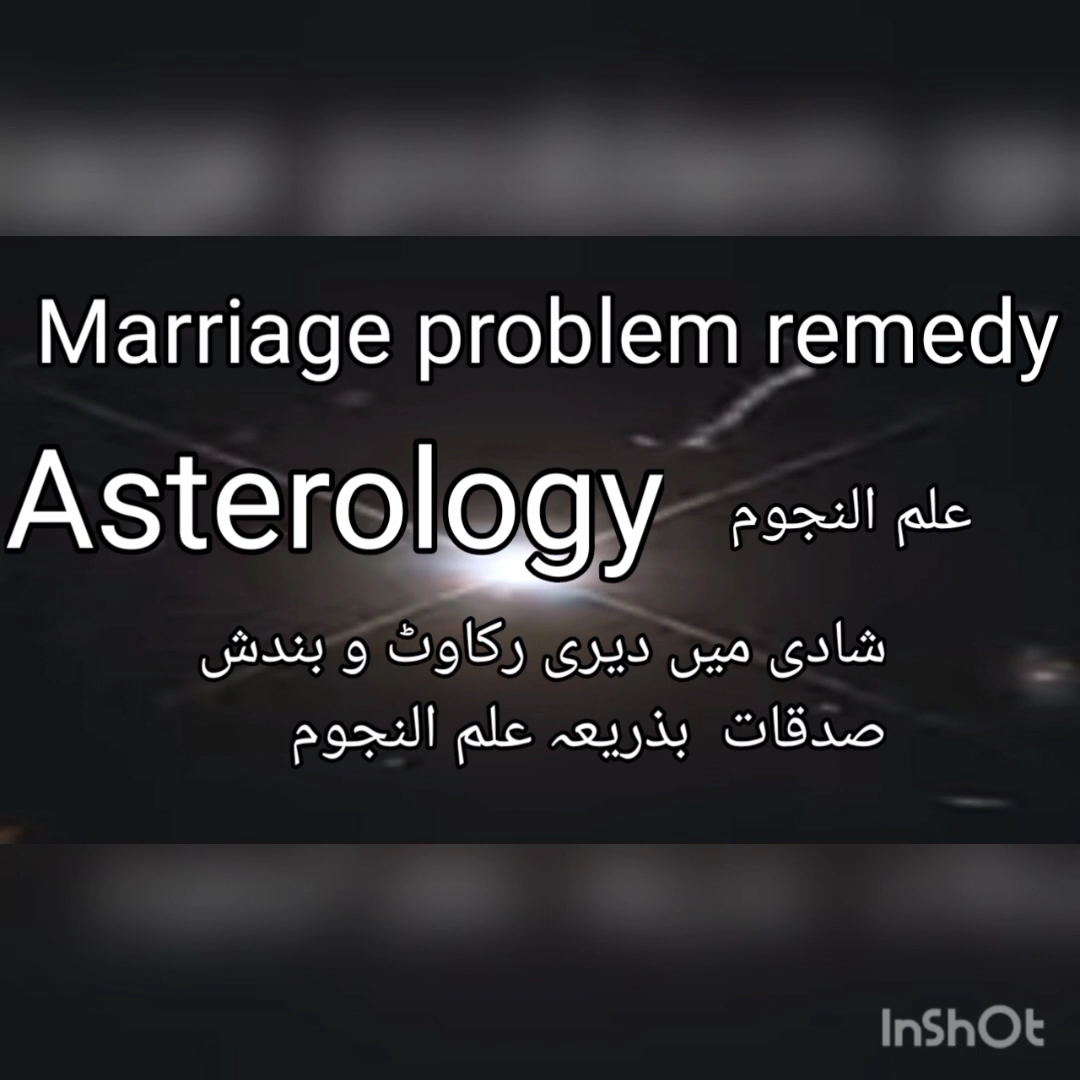 Marriage problem remedy
Asterology علم النجوم
شادی میں دیری رکاوٹ و بندش
صدقات بذریعہ علم النجوم
InShOt